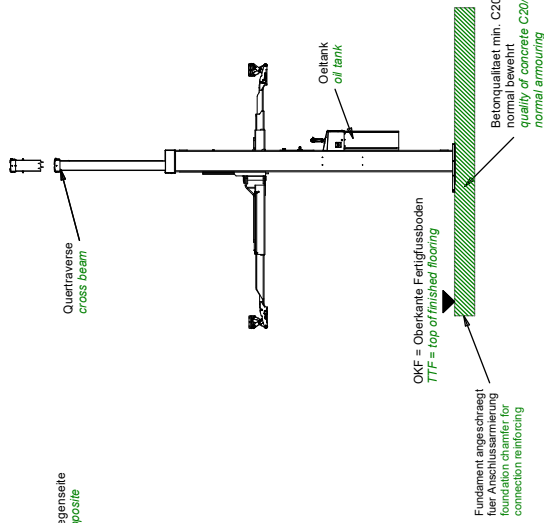 Quertraverse
cross beam
Oeltank
oil tank
egenseite
posite
OKF = Oberkante Fertigfussboden
TTF = top of finished flooring
Betonqualitaet min. C20
normal bewehrt
quality of concrete C20/
normal armouring
Fundament angeschraegt
fuer Anschlussarmierung
foundation chamfer for
connection reinforcing